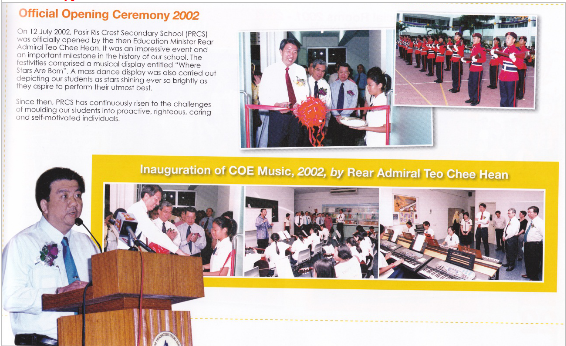 Official Opening Ceremony 2002
On 12 July 2002, Pasir Ris Crest Secondary School (PRCS)
was officially opened by the then Education Minister Rear
Admiral Teo Chee Hean. It was an impressive event and
an important milestone in the history of our school. The
festivities comprised a musical display entitled "Where
Stars Are Born". A mass dance display was also carried out
depicting our students as stars shining ever so brightly as
they aspire to perform their utmost best.
Since then, PRCS has continuously risen to the challenges
of moulding our students into proactive, righteous, caring
and self-motivated individuals.
Inauguration of COE Music, 2002, by Rear Admiral Teo Chee Hean